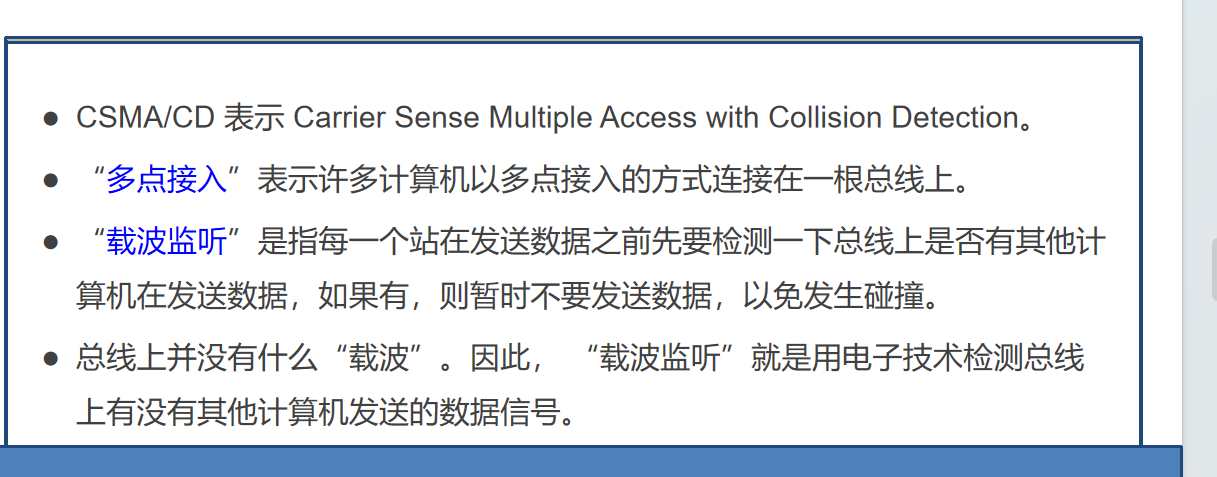 ● CSMA/CD 表示 Carrier Sense Multiple Access with Collision Detection。
● “多点接入”表示许多计算机以多点接入的方式连接在一根总线上。
● “载波监听”是指每一个站在发送数据之前先要检测一下总线上是否有其他计
算机在发送数据，如果有，则暂时不要发送数据，以免发生碰撞。
● 总线上并没有什么“载波”。因此， “载波监听”就是用电子技术检测总线
上有没有其他计算机发送的数据信号。